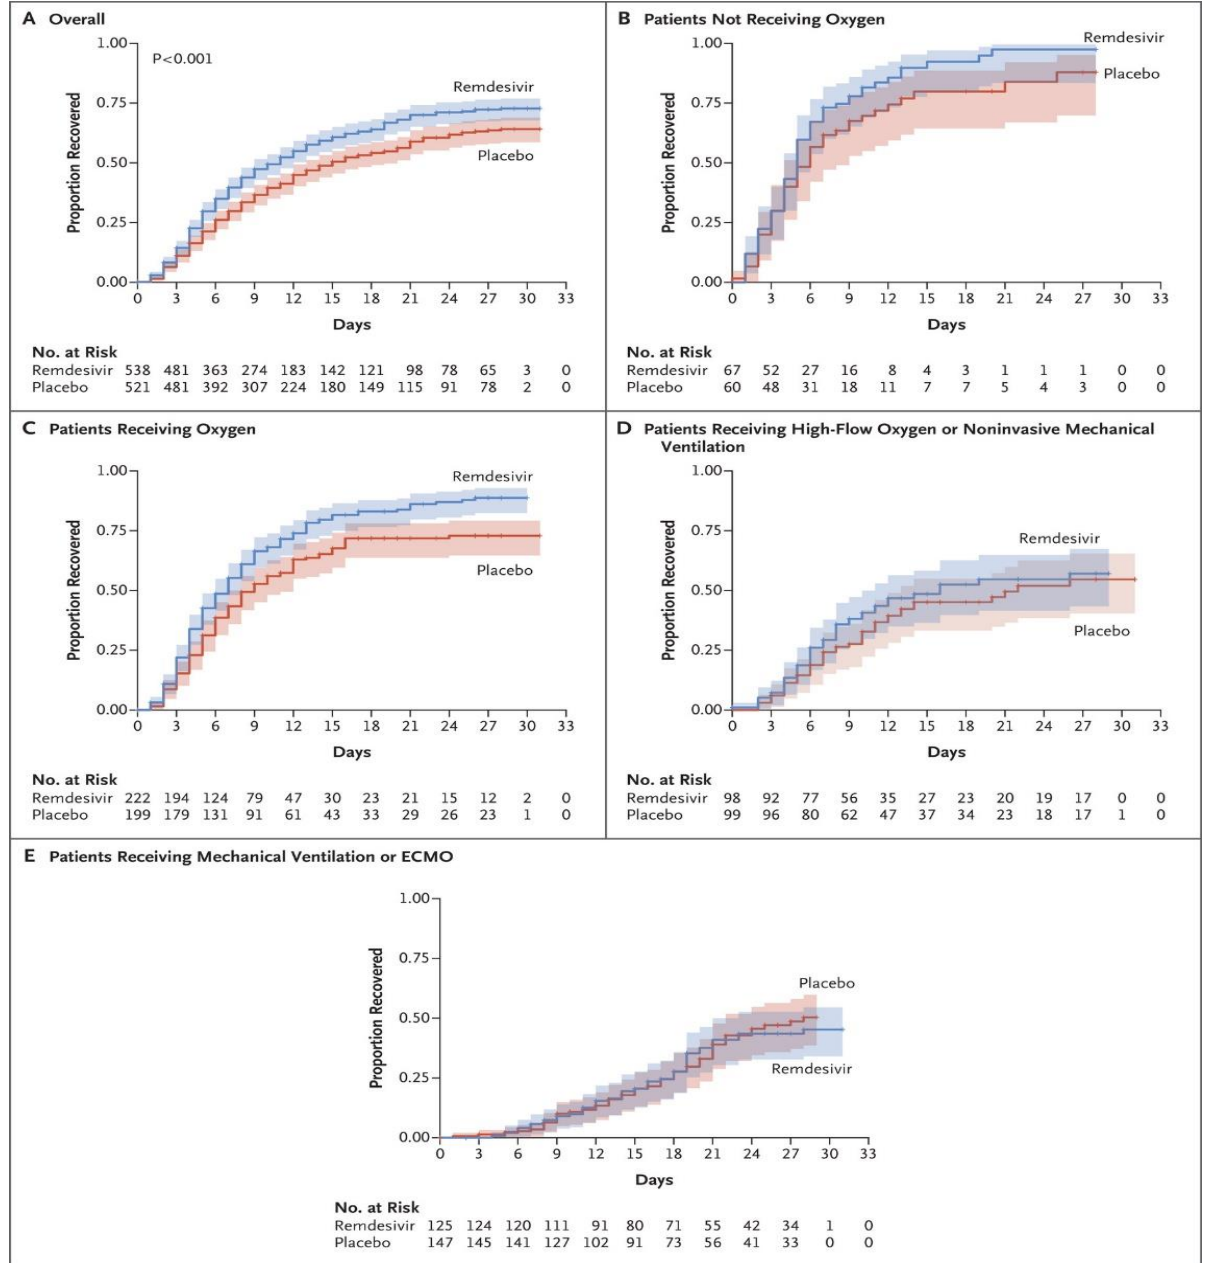 A Overall
P<0.001
1.00
0.75
0.50
0.25
0.00
Proportion Recovered
Remdesivir
Placebo
0 3 6 9 12 15 18 21 24 27 30 33
Days
No. at Risk
Remdesivir 538 481 363 274 183 142 121 98 78 65 3 0
Placebo 521 481 392 307 224 180 149 115 91 78 2 0
B Patients Not Receiving Oxygen
1.00
0.75
0.50
0.25
0.00
Proportion Recovered
Remdesivir
Placebo
0 3 6 9 12 15 18 21 24 27 30 33
Days
No. at Risk
Remdesivir 67 52 27 16 8 4 3 1 1 1 0 0
Placebo 60 48 31 18 11 7 7 5 4 3 0 0
C Patients Receiving Oxygen
1.00
0.75
0.50
0.25
0.00
Proportion Recovered
Remdesivir
Placebo
0 3 6 9 12 15 18 21 24 27 30 33
Days
No. at Risk
Remdesivir 222 194 124 79 47 30 23 21 15 12 2 0
Placebo 199 179 131 91 61 43 33 29 26 23 1 0
D Patients Receiving High-Flow Oxygen or Noninvasive Mechanical
Ventilation
1.00
0.75
0.50
0.25
0.00
Proportion Recovered
Remdesivir
Placebo
0 3 6 9 12 15 18 21 24 27 30 33
Days
No. at Risk
Remdesivir 98 92 77 56 35 27 23 20 19 17 0 0
Placebo 99 96 80 62 47 37 34 23 18 17 1 0
E Patients Receiving Mechanical Ventilation or ECMO
1.00
0.75
0.50
0.25
0.00
Proportion Recovered
Placebo
Remdesivir
0 3 6 9 12 15 18 21 24 27 30 33
Days
No. at Risk
Remdesivir 125 124 120 111 91 80 71 55 42 34 1 0
Placebo 147 145 141 127 102 91 73 56 41 33 0 0